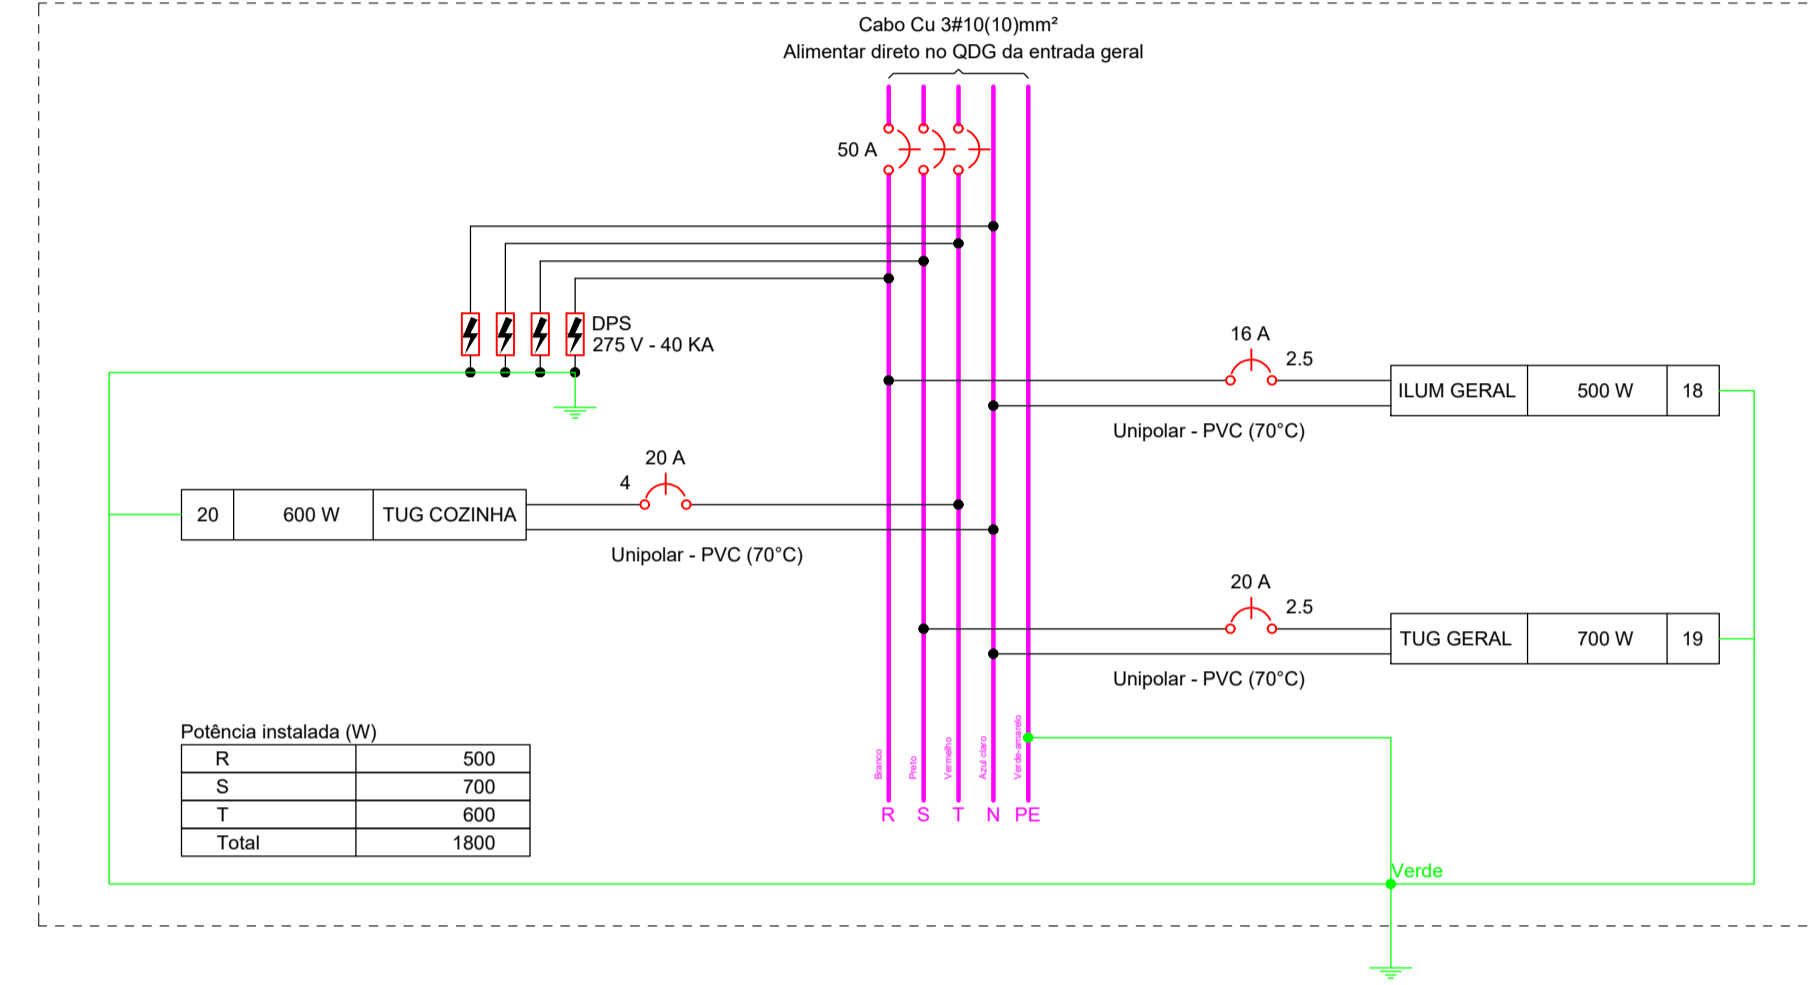 Cabo Cu 3#10(10)mm²
Alimentar direto no QDG da entrada geral
50 A
DPS
275 V - 40 KA
16 A
2.5
ILUM GERAL 500 W 18
Unipolar - PVC (70°C)
20 A
4
20 600 W TUG COZINHA
Unipolar - PVC (70°C)
20 A
2.5
TUG GERAL 700 W 19
Unipolar - PVC (70°C)
Potência instalada (W)
R 500
S 700
T 600
Total 1800
Branco
Preto
Vermelho
Azul claro
Verde-amarelo
R S T N PE
Verde